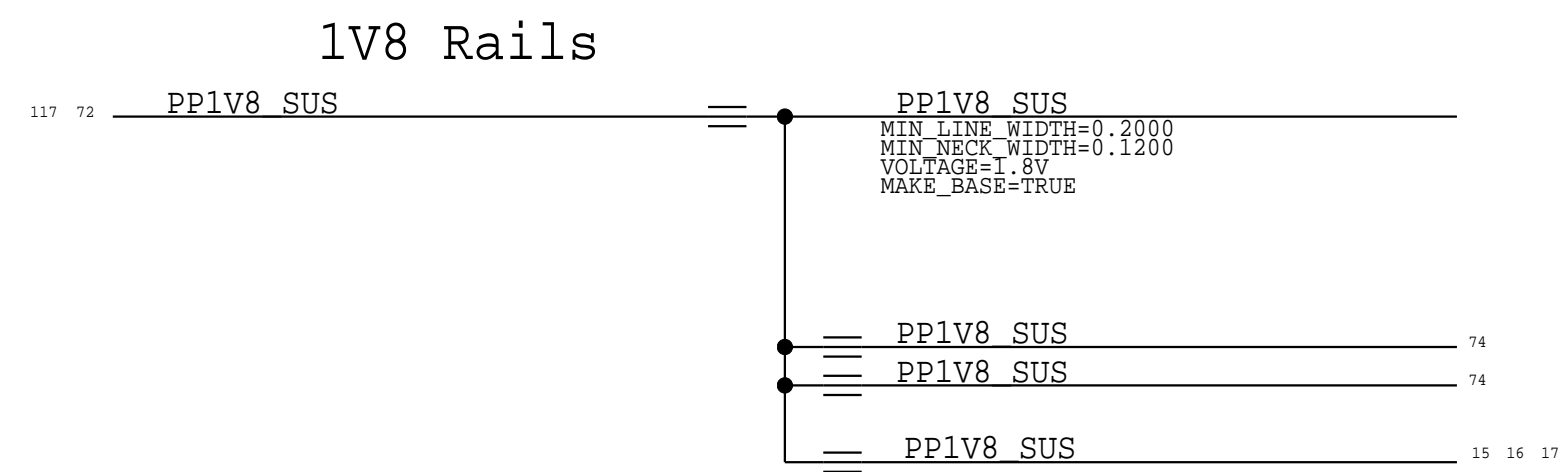 1V8 Rails
117 72 PP1V8_SUS PP1V8_SUS
MIN_LINE_WIDTH=0.2000
MIN_NECK_WIDTH=0.1200
VOLTAGE=1.8V
MAKE_BASE=TRUE
PP1V8_SUS 74
PP1V8_SUS 74
PP1V8_SUS 15 16 17